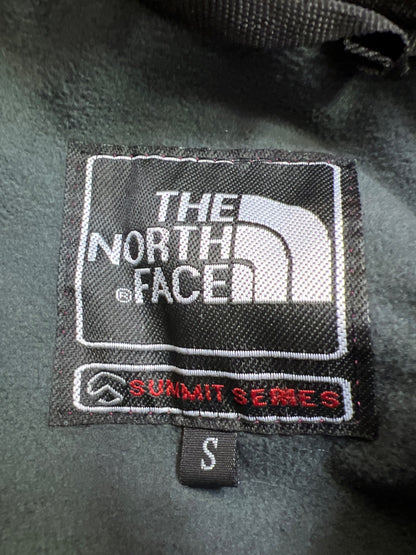 THE
NORTH
® FACE
SUMMIT SERIES
S